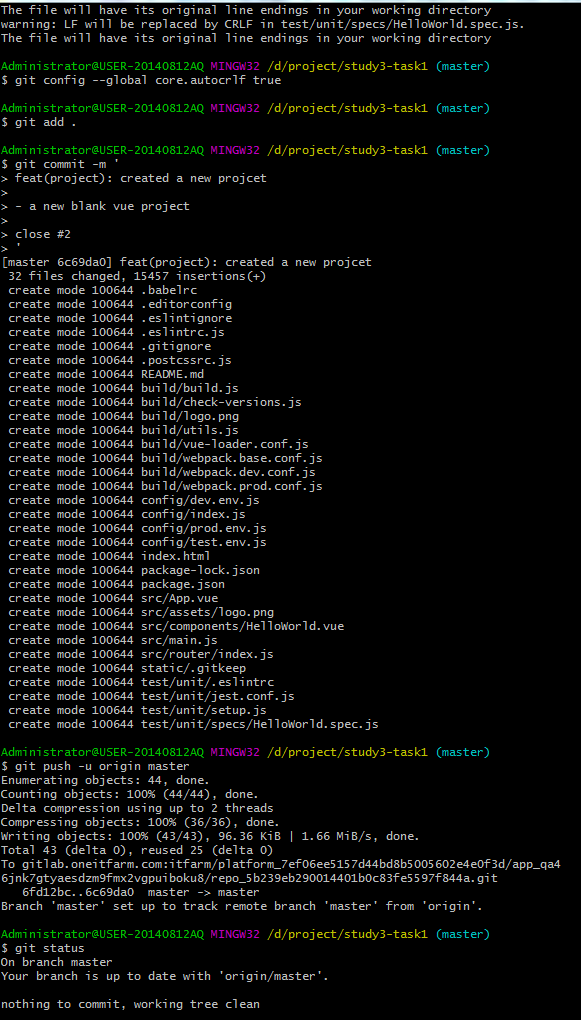 The file will have its original line endings in your working directory
warning: LF will be replaced by CRLF in test/unit/specs/HelloWorld.spec.js.
The file will have its original line endings in your working directory
Administrator@USER-20140812AQ MINGW32 /d/project/study3-task1 (master)
$ git config --global core.autocrlf true
Administrator@USER-20140812AQ MINGW32 /d/project/study3-task1 (master)
$ git add .
Administrator@USER-20140812AQ MINGW32 /d/project/study3-task1 (master)
$ git commit -m '
> feat(project): created a new projcet
>
> - a new blank vue project
>
> close #2
> '
[master 6c69da0] feat(project): created a new projcet
 32 files changed, 15457 insertions(+)
 create mode 100644 .babelrc
 create mode 100644 .editorconfig
 create mode 100644 .eslintignore
 create mode 100644 .eslintrc.js
 create mode 100644 .gitignore
 create mode 100644 .postcssrc.js
 create mode 100644 README.md
 create mode 100644 build/build.js
 create mode 100644 build/check-versions.js
 create mode 100644 build/logo.png
 create mode 100644 build/utils.js
 create mode 100644 build/vue-loader.conf.js
 create mode 100644 build/webpack.base.conf.js
 create mode 100644 build/webpack.dev.conf.js
 create mode 100644 build/webpack.prod.conf.js
 create mode 100644 config/dev.env.js
 create mode 100644 config/index.js
 create mode 100644 config/prod.env.js
 create mode 100644 config/test.env.js
 create mode 100644 index.html
 create mode 100644 package-lock.json
 create mode 100644 package.json
 create mode 100644 src/App.vue
 create mode 100644 src/assets/logo.png
 create mode 100644 src/components/HelloWorld.vue
 create mode 100644 src/main.js
 create mode 100644 src/router/index.js
 create mode 100644 static/.gitkeep
 create mode 100644 test/unit/.eslintrc
 create mode 100644 test/unit/jest.conf.js
 create mode 100644 test/unit/setup.js
 create mode 100644 test/unit/specs/HelloWorld.spec.js
Administrator@USER-20140812AQ MINGW32 /d/project/study3-task1 (master)
$ git push -u origin master
Enumerating objects: 44, done.
Counting objects: 100% (44/44), done.
Delta compression using up to 2 threads
Compressing objects: 100% (36/36), done.
Writing objects: 100% (43/43), 96.36 KiB | 1.66 MiB/s, done.
Total 43 (delta 0), reused 25 (delta 0)
To gitlab.oneitfarm.com:itfarm/platform_7ef06ee5157d44bd8b5005602e4e0f3d/app_qa4
6jnk7gtyaesdzm9fmx2vgpuiboku8/repo_5b239eb290014401b0c83fe5597f844a.git
   6fd12bc..6c69da0  master -> master
Branch 'master' set up to track remote branch 'master' from 'origin'.
Administrator@USER-20140812AQ MINGW32 /d/project/study3-task1 (master)
$ git status
On branch master
Your branch is up to date with 'origin/master'.
nothing to commit, working tree clean